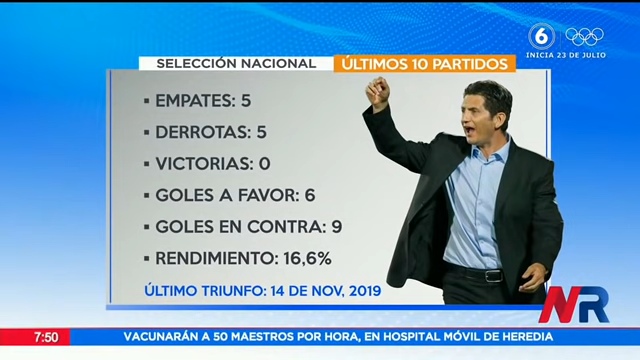 6
INICIA 23 DE JULIO
SELECCIÓN NACIONAL
ÚLTIMOS 10 PARTIDOS
EMPATES: 5
DERROTAS: 5
VICTORIAS: 0
GOLES A FAVOR: 6
GOLES EN CONTRA: 9
RENDIMIENTO: 16,6%
ÚLTIMO TRIUNFO: 14 DE NOV, 2019
NR
7:50
VACUNARÁN A 50 MAESTROS POR HORA, EN HOSPITAL MÓVIL DE HEREDIA